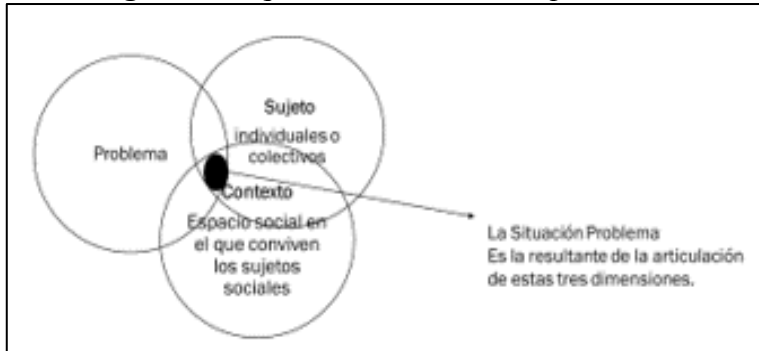 Problema
Sujeto
individuales o
colectivos
Contexto
Espacio social en
el que conviven
los sujetos
sociales
La Situación Problema
Es la resultante de la articulación
de estas tres dimensiones.